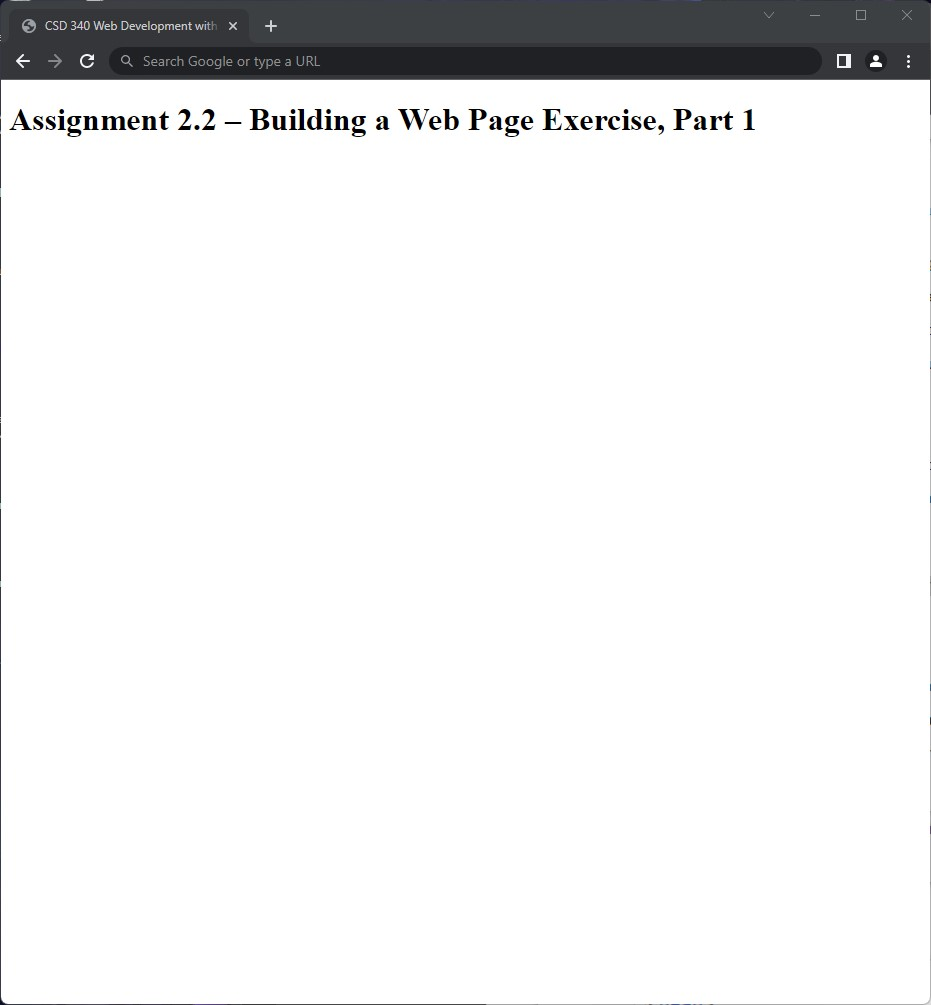 CSD 340 Web Development with
Search Google or type a URL
Assignment 2.2 – Building a Web Page Exercise, Part 1